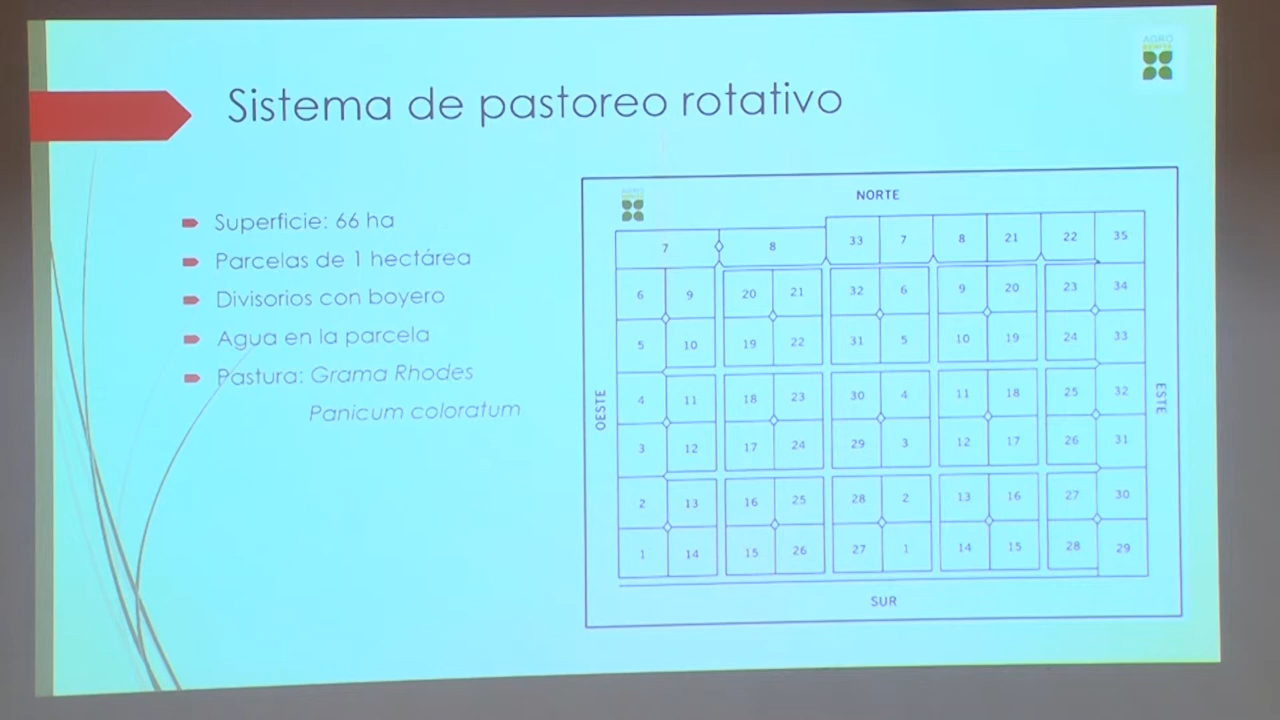 AGRO
BENITO
Sistema de pastoreo rotativo
Superficie: 66 ha
Parcelas de 1 hectárea
Divisorios con boyero
Agua en la parcela
Pastura: Grama Rhodes
Panicum coloratum
NORTE
7 8 33 7 8 21 22 35
6 9 20 21 32 6 9 20 23 34
5 10 19 22 31 5 10 19 24 33
OESTE
4 11 18 23 30 4 11 18 25 32
ESTE
3 12 17 24 29 3 12 17 26 31
2 13 16 25 28 2 13 16 27 30
1 14 15 26 27 1 14 15 28 29
SUR